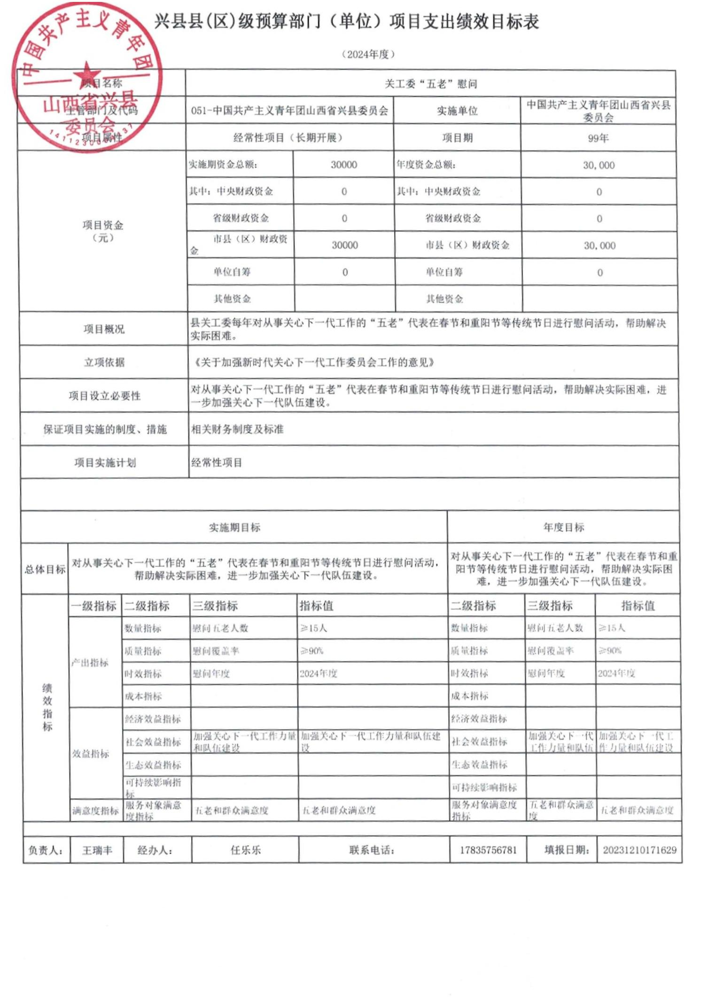 兴县县(区)级预算部门（单位）项目支出绩效目标表
（2024年度）
中国共产主义青年团
山西省兴县
委员会
项目名称
关工委“五老”慰问
主管部门及代码
051-中国共产主义青年团山西省兴县委员会
实施单位
中国共产主义青年团山西省兴县
委员会
项目属性
经常性项目（长期开展）
项目期
99年
项目资金
（元）
实施期资金总额：
30000
年度资金总额：
30,000
其中：中央财政资金
0
其中：中央财政资金
0
省级财政资金
0
省级财政资金
0
市县（区）财政资
金
30000
市县（区）财政资金
30,000
单位自筹
0
单位自筹
0
其他资金
其他资金
项目概况
县关工委每年对从事关心下一代工作的“五老”代表在春节和重阳节等传统节日进行慰问活动，帮助解决
实际困难。
立项依据
《关于加强新时代关心下一代工作委员会工作的意见》
项目设立必要性
对从事关心下一代工作的“五老”代表在春节和重阳节等传统节日进行慰问活动，帮助解决实际困难，进
一步加强关心下一代队伍建设。
保证项目实施的制度、措施
相关财务制度及标准
项目实施计划
经常性项目
实施期目标
年度目标
总体目标
对从事关心下一代工作的“五老”代表在春节和重阳节等传统节日进行慰问活动，
帮助解决实际困难，进一步加强关心下一代队伍建设。
对从事关心下一代工作的“五老”代表在春节和重
阳节等传统节日进行慰问活动，帮助解决实际困
难，进一步加强关心下一代队伍建设。
绩
效
指
标
一级指标
二级指标
三级指标
指标值
二级指标
三级指标
指标值
产出指标
数量指标
慰问五老人数
≥15人
数量指标
慰问五老人数
≥15人
质量指标
慰问覆盖率
≥90%
质量指标
慰问覆盖率
≥90%
时效指标
慰问年度
2024年度
时效指标
慰问年度
2024年度
成本指标
成本指标
效益指标
经济效益指标
经济效益指标
社会效益指标
加强关心下一代工作力量
和队伍建设
加强关心下一代工作力量和队伍建
设
社会效益指标
加强关心下一代
工作力量和队伍
加强关心下一代工
作力量和队伍建设
生态效益指标
生态效益指标
可持续影响指
标
可持续影响指标
满意度指标
服务对象满意
度指标
五老和群众满意度
五老和群众满意度
服务对象满意度
指标
五老和群众满意
度
五老和群众满意度
负责人：
王瑞丰
经办人：
任乐乐
联系电话：
17835756781
填报日期：
20231210171629